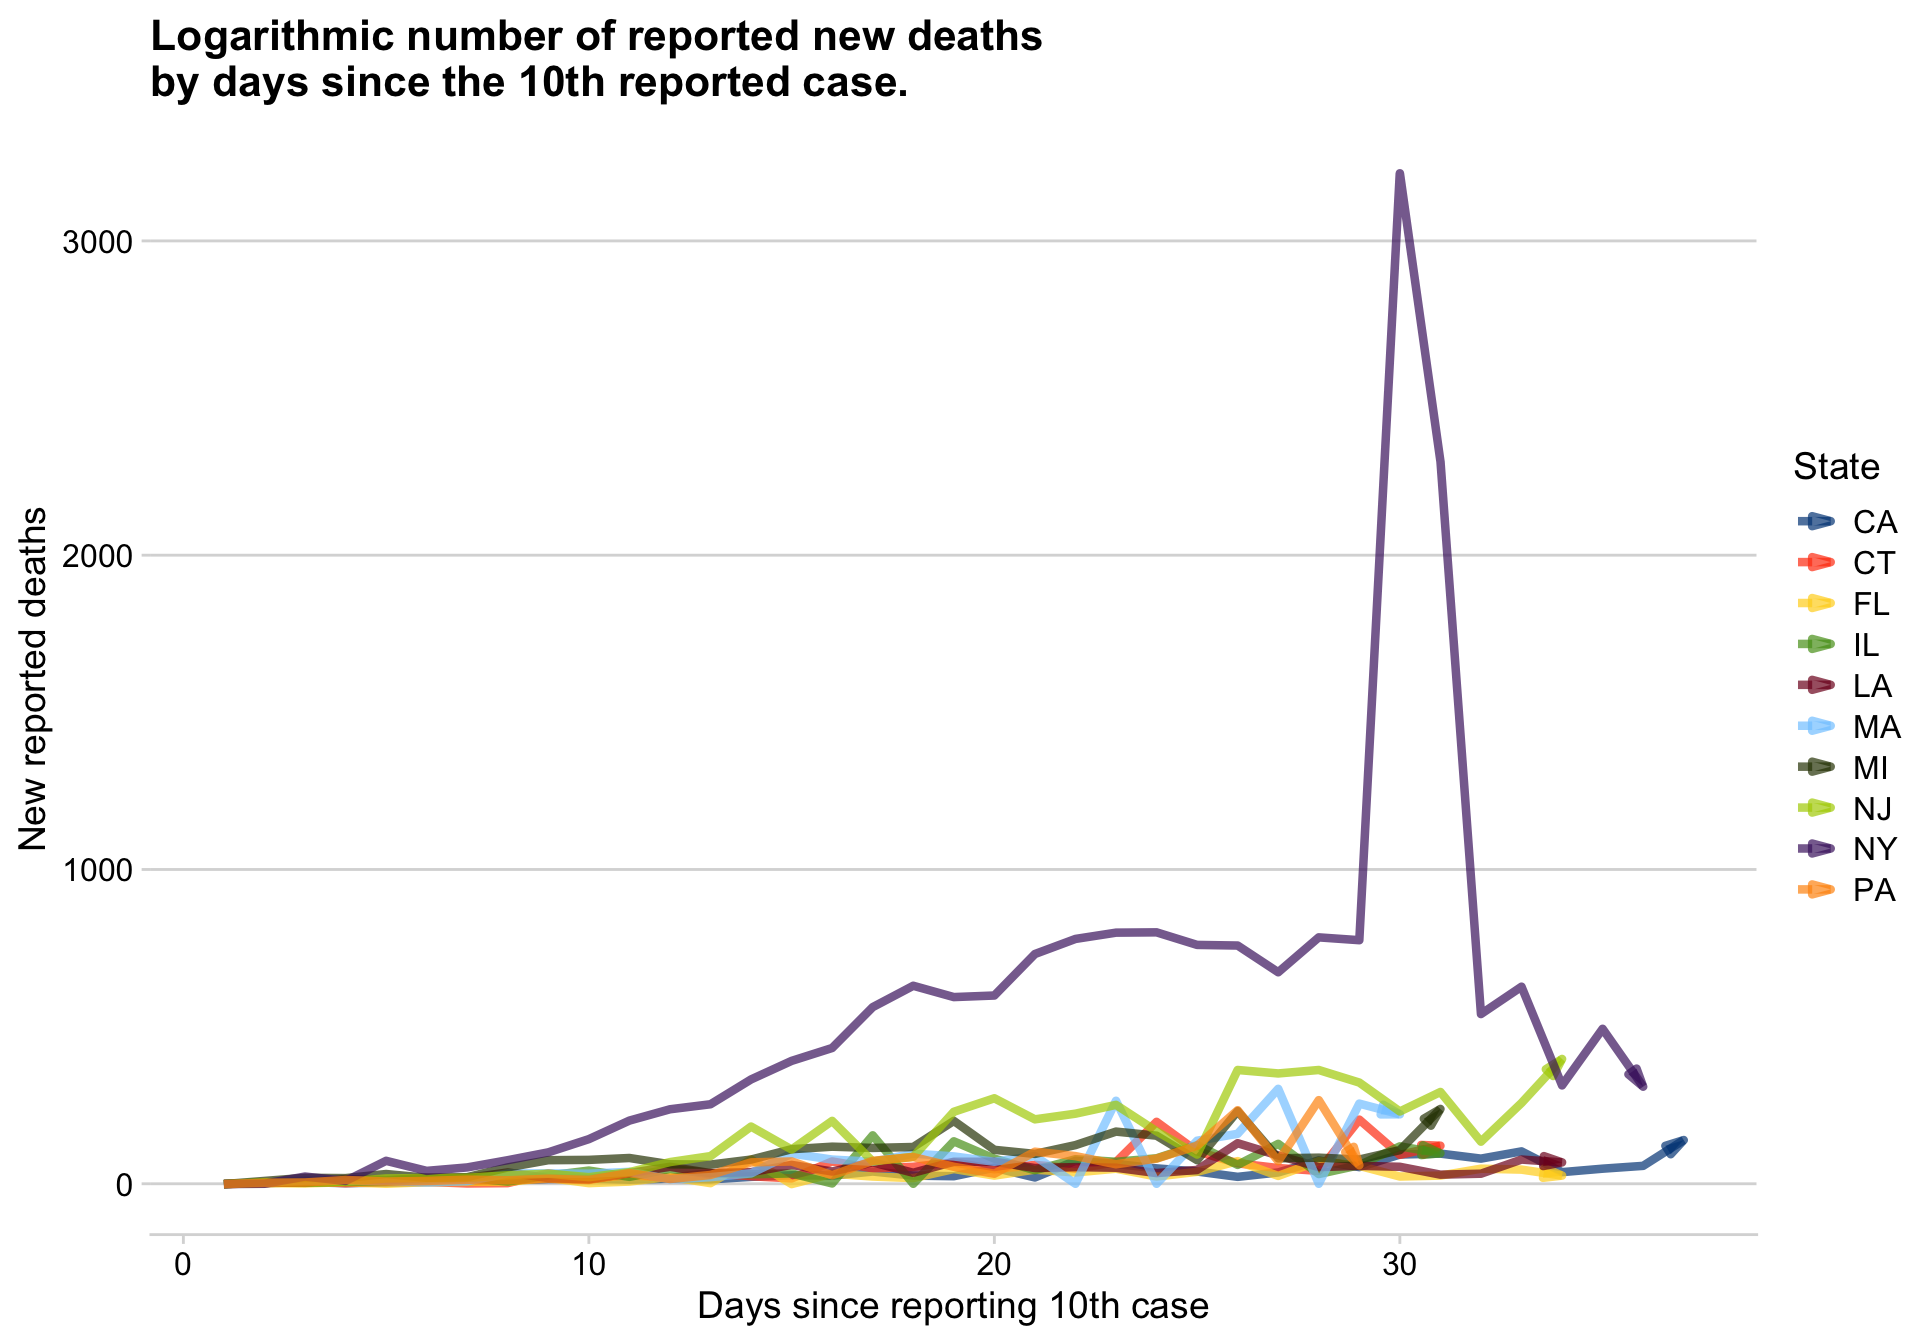 Logarithmic number of reported new deaths
by days since the 10th reported case.
New reported deaths
3000
2000
1000
0
0
10
20
30
Days since reporting 10th case
State
CA
CT
FL
IL
LA
MA
MI
NJ
NY
PA